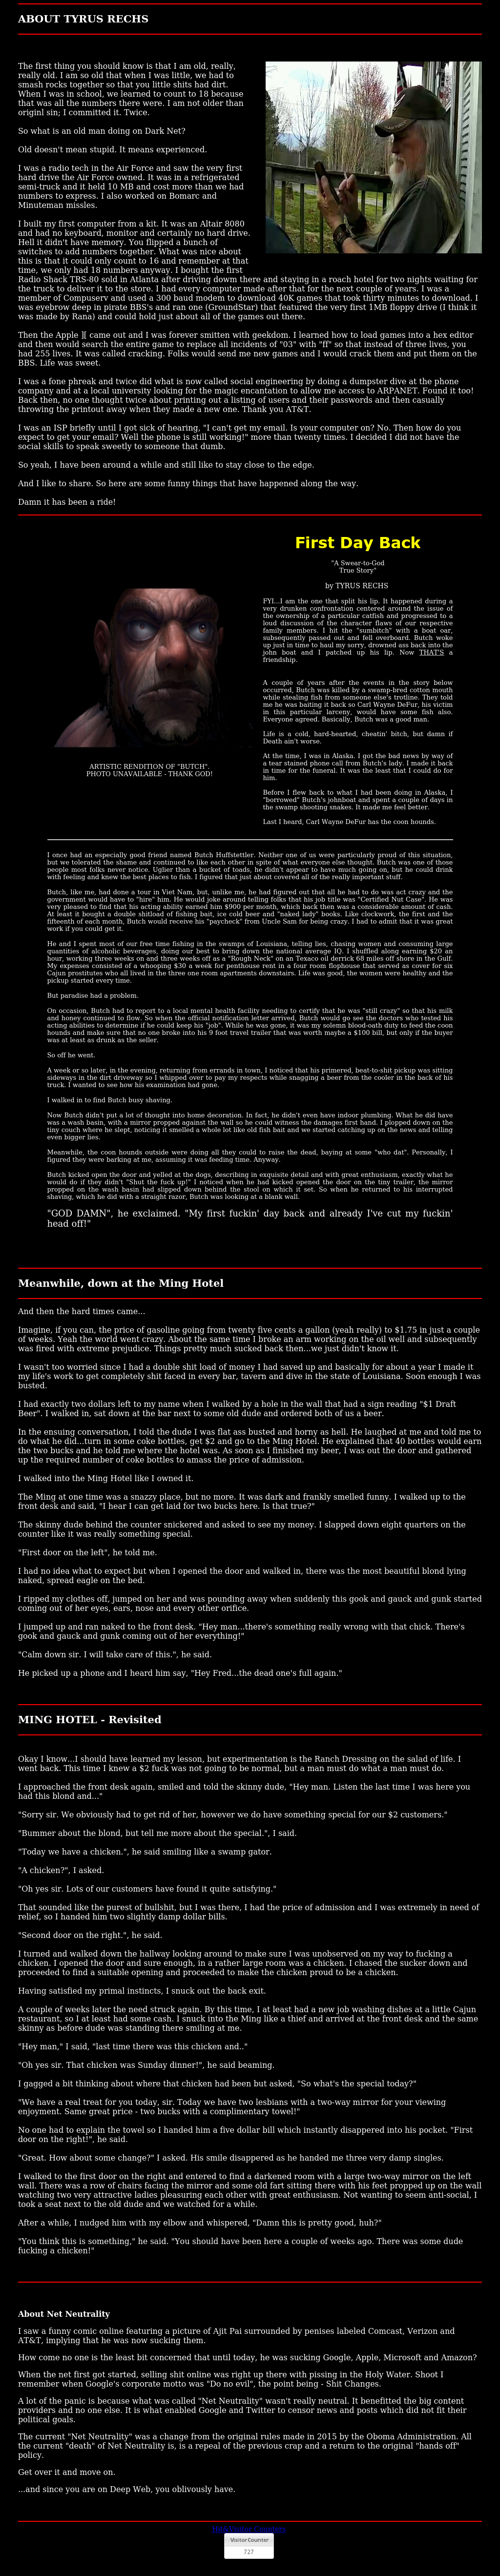 ABOUT TYRUS RECHS
The first thing you should know is that I am old, really,
really old. I am so old that when I was little, we had to
smash rocks together so that you little shits had dirt.
When I was in school, we learned to count to 18 because
that was all the numbers there were. I am not older than
originl sin; I committed it. Twice.
So what is an old man doing on Dark Net?
Old doesn't mean stupid. It means experienced.
I was a radio tech in the Air Force and saw the very first
hard drive the Air Force owned. It was in a refrigerated
semi-truck and it held 10 MB and cost more than we had
numbers to express. I also worked on Bomarc and
Minuteman missles.
I built my first computer from a kit. It was an Altair 8080
and had no keyboard, monitor and certainly no hard drive.
Hell it didn't have memory. You flipped a bunch of
switches to add numbers together. What was nice about
this is that it could only count to 16 and remember at that
time, we only had 18 numbers anyway. I bought the first
Radio Shack TRS-80 sold in Atlanta after driving down there and staying in a roach hotel for two nights waiting for
the truck to deliver it to the store. I had every computer made after that for the next couple of years. I was a
member of Compuserv and used a 300 baud modem to download 40K games that took thirty minutes to download. I
was eyebrow deep in pirate BBS's and ran one (GroundStar) that featured the very first 1MB floppy drive (I think it
was made by Rana) and could hold just about all of the games out there.
Then the Apple ][ came out and I was forever smitten with geekdom. I learned how to load games into a hex editor
and then would search the entire game to replace all incidents of "03" with "ff" so that instead of three lives, you
had 255 lives. It was called cracking. Folks would send me new games and I would crack them and put them on the
BBS. Life was sweet.
I was a fone phreak and twice did what is now called social engineering by doing a dumpster dive at the phone
company and at a local university looking for the magic encantation to allow me access to ARPANET. Found it too!
Back then, no one thought twice about printing out a listing of users and their passwords and then casually
throwing the printout away when they made a new one. Thank you AT&T.
I was an ISP briefly until I got sick of hearing, "I can't get my email. Is your computer on? No. Then how do you
expect to get your email? Well the phone is still working!" more than twenty times. I decided I did not have the
social skills to speak sweetly to someone that dumb.
So yeah, I have been around a while and still like to stay close to the edge.
And I like to share. So here are some funny things that have happened along the way.
Damn it has been a ride!
First Day Back
"A Swear-to-God
True Story"
by TYRUS RECHS
FYI...I am the one that split his lip. It happened during a
very drunken confrontation centered around the issue of
the ownership of a particular catfish and progressed to a
loud discussion of the character flaws of our respective
family members. I hit the "sumbitch" with a boat oar,
subsequently passed out and fell overboard. Butch woke
up just in time to haul my sorry, drowned ass back into the
john boat and I patched up his lip. Now THAT'S a
friendship.
A couple of years after the events in the story below
occurred, Butch was killed by a swamp-bred cotton mouth
while stealing fish from someone else's trotline. They told
me he was baiting it back so Carl Wayne DeFur, his victim
in this particular larceny, would have some fish also.
Everyone agreed. Basically, Butch was a good man.
Life is a cold, hard-hearted, cheatin' bitch, but damn if
Death ain't worse.
At the time, I was in Alaska. I got the bad news by way of
a tear stained phone call from Butch's lady. I made it back
in time for the funeral. It was the least that I could do for
him.
Before I flew back to what I had been doing in Alaska, I
"borrowed" Butch's johnboat and spent a couple of days in
the swamp shooting snakes. It made me feel better.
Last I heard, Carl Wayne DeFur has the coon hounds.
ARTISTIC RENDITION OF "BUTCH".
PHOTO UNAVAILABLE - THANK GOD!
I once had an especially good friend named Butch Huffstettler. Neither one of us were particularly proud of this situation,
but we tolerated the shame and continued to like each other in spite of what everyone else thought. Butch was one of those
people most folks never notice. Uglier than a bucket of toads, he didn't appear to have much going on, but he could drink
with feeling and knew the best places to fish. I figured that just about covered all of the really important stuff.
Butch, like me, had done a tour in Viet Nam, but, unlike me, he had figured out that all he had to do was act crazy and the
government would have to "hire" him. He would joke around telling folks that his job title was "Certified Nut Case". He was
very pleased to find that his acting ability earned him $900 per month, which back then was a considerable amount of cash.
At least it bought a double shitload of fishing bait, ice cold beer and "naked lady" books. Like clockwork, the first and the
fifteenth of each month, Butch would receive his "paycheck" from Uncle Sam for being crazy. I had to admit that it was great
work if you could get it.
He and I spent most of our free time fishing in the swamps of Louisiana, telling lies, chasing women and consuming large
quantities of alcoholic beverages, doing our best to bring down the national average IQ. I shuffled along earning $20 an
hour, working three weeks on and three weeks off as a "Rough Neck" on an Texaco oil derrick 68 miles off shore in the Gulf.
My expenses consisted of a whooping $30 a week for penthouse rent in a four room flophouse that served as cover for six
Cajun prostitutes who all lived in the three one room apartments downstairs. Life was good, the women were healthy and the
pickup started every time.
But paradise had a problem.
On occasion, Butch had to report to a local mental health facility needing to certify that he was "still crazy" so that his milk
and honey continued to flow. So when the official notification letter arrived, Butch would go see the doctors who tested his
acting abilities to determine if he could keep his "job". While he was gone, it was my solemn blood-oath duty to feed the coon
hounds and make sure that no one broke into his 9 foot travel trailer that was worth maybe a $100 bill, but only if the buyer
was at least as drunk as the seller.
So off he went.
A week or so later, in the evening, returning from errands in town, I noticed that his primered, beat-to-shit pickup was sitting
sideways in the dirt driveway so I whipped over to pay my respects while snagging a beer from the cooler in the back of his
truck. I wanted to see how his examination had gone.
I walked in to find Butch busy shaving.
Now Butch didn't put a lot of thought into home decoration. In fact, he didn't even have indoor plumbing. What he did have
was a wash basin, with a mirror propped against the wall so he could witness the damages first hand. I plopped down on the
tiny couch where he slept, noticing it smelled a whole lot like old fish bait and we started catching up on the news and telling
even bigger lies.
Meanwhile, the coon hounds outside were doing all they could to raise the dead, baying at some "who dat". Personally, I
figured they were barking at me, assuming it was feeding time. Anyway.
Butch kicked open the door and yelled at the dogs, describing in exquisite detail and with great enthusiasm, exactly what he
would do if they didn't "Shut the fuck up!" I noticed when he had kicked opened the door on the tiny trailer, the mirror
propped on the wash basin had slipped down behind the stool on which it set. So when he returned to his interrupted
shaving, which he did with a straight razor, Butch was looking at a blank wall.
"GOD DAMN", he exclaimed. "My first fuckin' day back and already I've cut my fuckin'
head off!"
Meanwhile, down at the Ming Hotel
And then the hard times came...
Imagine, if you can, the price of gasoline going from twenty five cents a gallon (yeah really) to $1.75 in just a couple
of weeks. Yeah the world went crazy. About the same time I broke an arm working on the oil well and subsequently
was fired with extreme prejudice. Things pretty much sucked back then...we just didn't know it.
I wasn't too worried since I had a double shit load of money I had saved up and basically for about a year I made it
my life's work to get completely shit faced in every bar, tavern and dive in the state of Louisiana. Soon enough I was
busted.
I had exactly two dollars left to my name when I walked by a hole in the wall that had a sign reading "$1 Draft
Beer". I walked in, sat down at the bar next to some old dude and ordered both of us a beer.
In the ensuing conversation, I told the dude I was flat ass busted and horny as hell. He laughed at me and told me to
do what he did...turn in some coke bottles, get $2 and go to the Ming Hotel. He explained that 40 bottles would earn
the two bucks and he told me where the hotel was. As soon as I finished my beer, I was out the door and gathered
up the required number of coke bottles to amass the price of admission.
I walked into the Ming Hotel like I owned it.
The Ming at one time was a snazzy place, but no more. It was dark and frankly smelled funny. I walked up to the
front desk and said, "I hear I can get laid for two bucks here. Is that true?"
The skinny dude behind the counter snickered and asked to see my money. I slapped down eight quarters on the
counter like it was really something special.
"First door on the left", he told me.
I had no idea what to expect but when I opened the door and walked in, there was the most beautiful blond lying
naked, spread eagle on the bed.
I ripped my clothes off, jumped on her and was pounding away when suddenly this gook and gauck and gunk started
coming out of her eyes, ears, nose and every other orifice.
I jumped up and ran naked to the front desk. "Hey man...there's something really wrong with that chick. There's
gook and gauck and gunk coming out of her everything!"
"Calm down sir. I will take care of this.", he said.
He picked up a phone and I heard him say, "Hey Fred...the dead one's full again."
MING HOTEL - Revisited
Okay I know...I should have learned my lesson, but experimentation is the Ranch Dressing on the salad of life. I
went back. This time I knew a $2 fuck was not going to be normal, but a man must do what a man must do.
I approached the front desk again, smiled and told the skinny dude, "Hey man. Listen the last time I was here you
had this blond and..."
"Sorry sir. We obviously had to get rid of her, however we do have something special for our $2 customers."
"Bummer about the blond, but tell me more about the special.", I said.
"Today we have a chicken.", he said smiling like a swamp gator.
"A chicken?", I asked.
"Oh yes sir. Lots of our customers have found it quite satisfying."
That sounded like the purest of bullshit, but I was there, I had the price of admission and I was extremely in need of
relief, so I handed him two slightly damp dollar bills.
"Second door on the right.", he said.
I turned and walked down the hallway looking around to make sure I was unobserved on my way to fucking a
chicken. I opened the door and sure enough, in a rather large room was a chicken. I chased the sucker down and
proceeded to find a suitable opening and proceeded to make the chicken proud to be a chicken.
Having satisfied my primal instincts, I snuck out the back exit.
A couple of weeks later the need struck again. By this time, I at least had a new job washing dishes at a little Cajun
restaurant, so I at least had some cash. I snuck into the Ming like a thief and arrived at the front desk and the same
skinny as before dude was standing there smiling at me.
"Hey man," I said, "last time there was this chicken and.."
"Oh yes sir. That chicken was Sunday dinner!", he said beaming.
I gagged a bit thinking about where that chicken had been but asked, "So what's the special today?"
"We have a real treat for you today, sir. Today we have two lesbians with a two-way mirror for your viewing
enjoyment. Same great price - two bucks with a complimentary towel!"
No one had to explain the towel so I handed him a five dollar bill which instantly disappered into his pocket. "First
door on the right!", he said.
"Great. How about some change?" I asked. His smile disappeared as he handed me three very damp singles.
I walked to the first door on the right and entered to find a darkened room with a large two-way mirror on the left
wall. There was a row of chairs facing the mirror and some old fart sitting there with his feet propped up on the wall
watching two very attractive ladies pleasuring each other with great enthusiasm. Not wanting to seem anti-social, I
took a seat next to the old dude and we watched for a while.
After a while, I nudged him with my elbow and whispered, "Damn this is pretty good, huh?"
"You think this is something," he said. "You should have been here a couple of weeks ago. There was some dude
fucking a chicken!"
About Net Neutrality
I saw a funny comic online featuring a picture of Ajit Pai surrounded by penises labeled Comcast, Verizon and
AT&T, implying that he was now sucking them.
How come no one is the least bit concerned that until today, he was sucking Google, Apple, Microsoft and Amazon?
When the net first got started, selling shit online was right up there with pissing in the Holy Water. Shoot I
remember when Google's corporate motto was "Do no evil", the point being - Shit Changes.
A lot of the panic is because what was called "Net Neutrality" wasn't really neutral. It benefitted the big content
providers and no one else. It is what enabled Google and Twitter to censor news and posts which did not fit their
political goals.
The current "Net Neutrality" was a change from the original rules made in 2015 by the Oboma Administration. All
the current "death" of Net Neutrality is, is a repeal of the previous crap and a return to the original "hands off"
policy.
Get over it and move on.
...and since you are on Deep Web, you oblivously have.
Visitor Counter
727